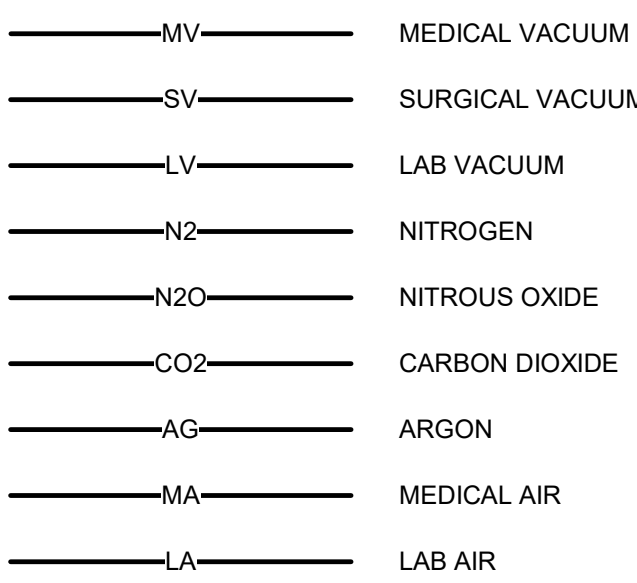 MV MEDICAL VACUUM
SV SURGICAL VACUUM
LV LAB VACUUM
N2 NITROGEN
N2O NITROUS OXIDE
CO2 CARBON DIOXIDE
AG ARGON
MA MEDICAL AIR
LA LAB AIR